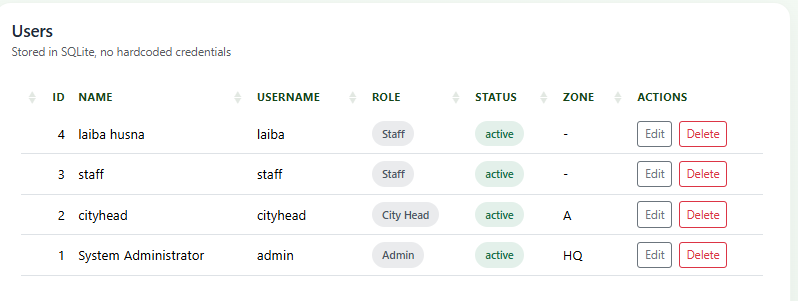 Users
Stored in SQLite, no hardcoded credentials
ID NAME USERNAME ROLE STATUS ZONE ACTIONS
4 laiba husna laiba Staff active - Edit Delete
3 staff staff Staff active - Edit Delete
2 cityhead cityhead City Head active A Edit Delete
1 System Administrator admin Admin active HQ Edit Delete